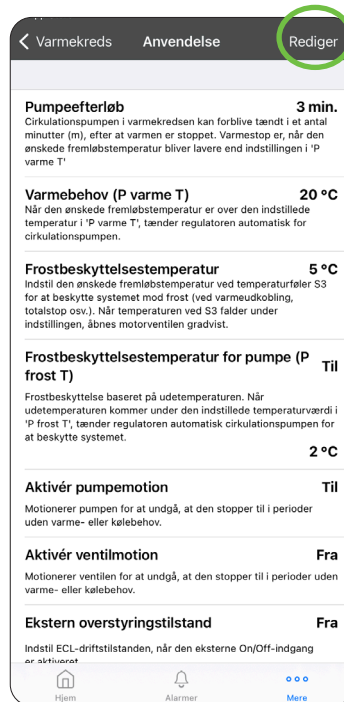 Varmekreds Anvendelse Rediger
Pumpeefterløb 3 min.
Cirkulationspumpen i varmekredsen kan forblive tændt i et antal
minutter (m), efter at varmen er stoppet. Varmestop er, når den
ønskede fremløbstemperatur bliver lavere end indstillingen i 'P
varme T'
Varmebehov (P varme T) 20 °C
Når den ønskede fremløbstemperatur er over den indstillede
temperatur i 'P varme T', tænder regulatoren automatisk for
cirkulationspumpen.
Frostbeskyttelsestemperatur 5 °C
Indstil den ønskede fremløbstemperatur ved temperaturføler S3
for at beskytte systemet mod frost (ved varmeudkobling,
totalstop osv.). Når temperaturen ved S3 falder under
indstillingen, åbnes motorventilen gradvist.
Frostbeskyttelsestemperatur for pumpe (P
frost T) Til
Frostbeskyttelse baseret på udetemperaturen. Når
udetemperaturen kommer under den indstillede temperaturværdi i
'P frost T', tænder regulatoren automatisk cirkulationspumpen for
at beskytte systemet.
2 °C
Aktivér pumpemotion Til
Motionerer pumpen for at undgå, at den stopper til i perioder
uden varme- eller kølebehov.
Aktivér ventilmotion Fra
Motionerer ventilen for at undgå, at den stopper til i perioder uden
varme- eller kølebehov.
Ekstern overstyringstilstand Fra
Indstil ECL-driftstilstanden, når den eksterne On/Off-indgang
er aktiveret
Hjem Alarmer Mere